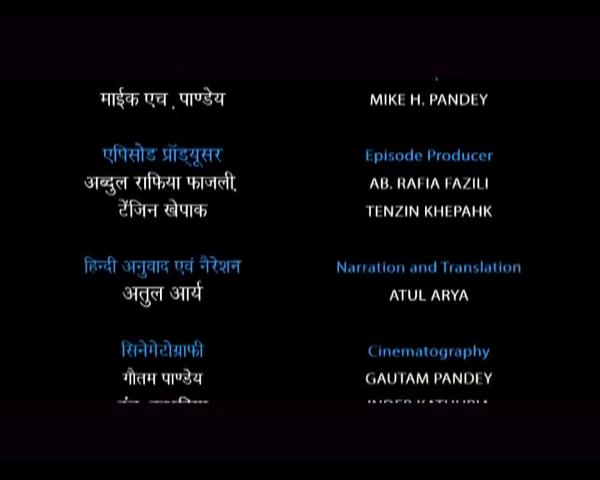 माईक एच . पाण्डेय MIKE H. PANDEY
एपिसोड प्रॉड्यूसर Episode Producer
अब्दुल राफिया फाजली, AB. RAFIA FAZILI
टेंजिन खेपाक TENZIN KHEPAHK
हिन्दी अनुवाद एवं नैरेशन Narration and Translation
अतुल आर्य ATUL ARYA
सिनेमेटोग्राफी Cinematography
गौतम पाण्डेय GAUTAM PANDEY